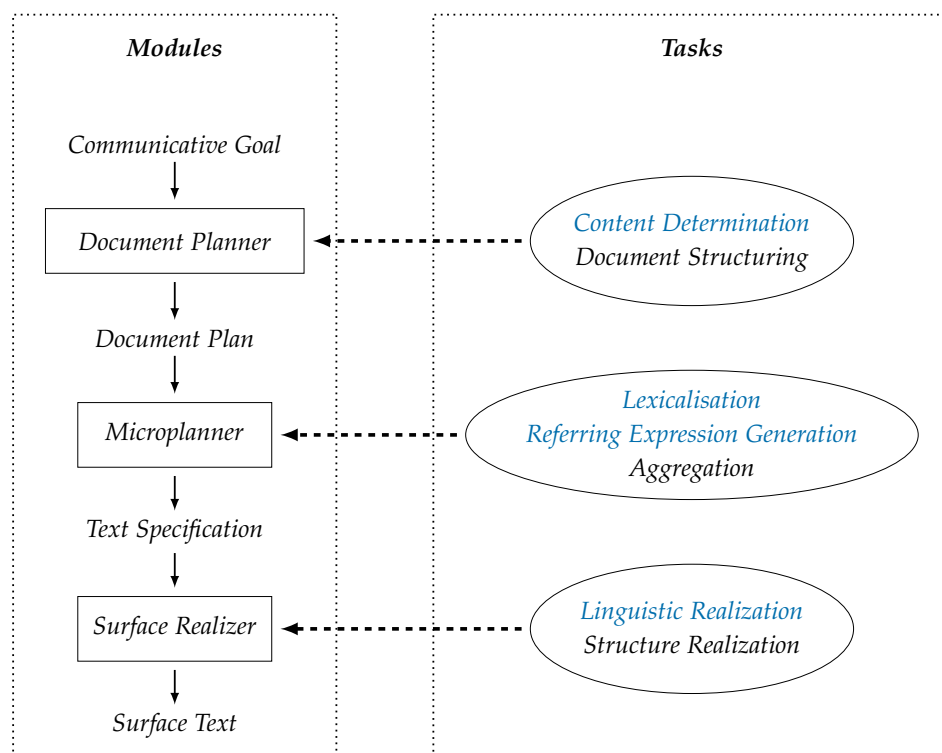 Modules
Communicative Goal
Document Planner
Document Plan
Microplanner
Text Specification
Surface Realizer
Surface Text
Tasks
Content Determination
Document Structuring
Lexicalisation
Referring Expression Generation
Aggregation
Linguistic Realization
Structure Realization